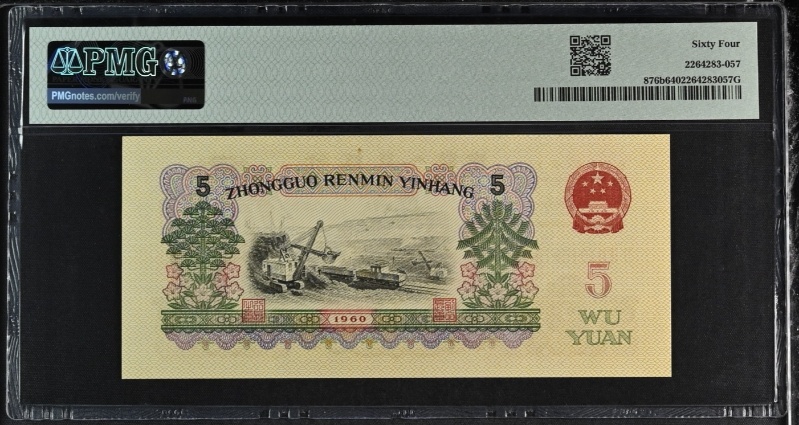 PMG
PMGnotes.com/verify
Sixty Four
2264283-057
876b6402264283057G
5 ZHONGGUO RENMIN YINHANG 5
1960
5
WU
YUAN